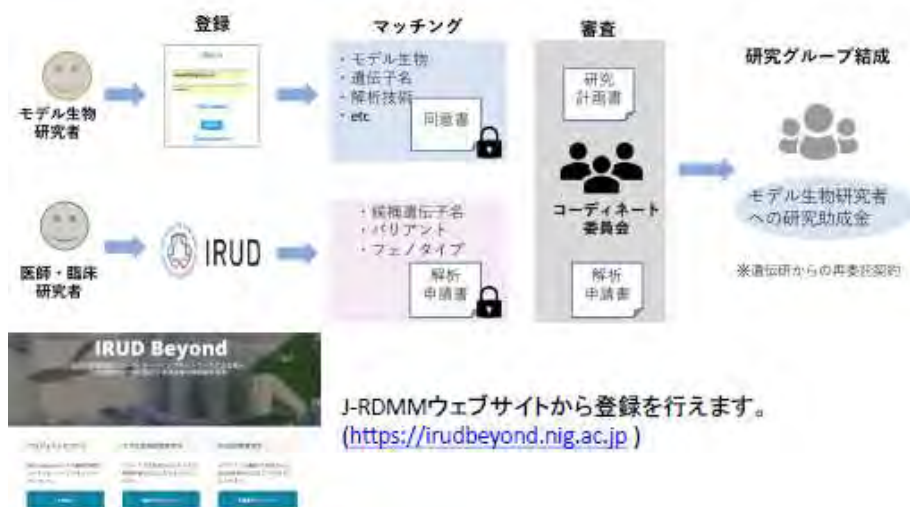 登録
マッチング
審査
研究グループ結成
モデル生物
研究者
・モデル生物
・遺伝子名
・解析技術
・etc
同意書
研究
計画書
コーディネート
委員会
解析
申請書
モデル生物研究者
への研究助成金
※遺伝研からの再委託契約
医師・臨床
研究者
IRUD
・候補遺伝子名
・バリアント
・フェノタイプ
解析
申請書
IRUD Beyond
J-RDMMウェブサイトから登録を行えます。
(https://irudbeyond.nig.ac.jp )